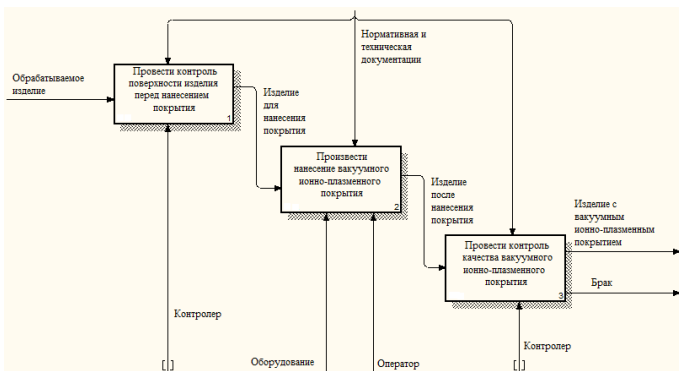 Нормативная и
техническая
документации
Обрабатываемое
изделие
Провести контроль
поверхности изделия
перед нанесением
покрытия
1
Изделие
для
нанесения
покрытия
Произвести
нанесение вакуумного
ионно-плазменного
покрытия
2
Изделие
после
нанесения
покрытия
Изделие с
вакуумным
ионно-плазменным
покрытием
Провести контроль
качества вакуумного
ионно-плазменного
покрытия
3
Брак
Контролер
Контролер
Оборудование
Оператор